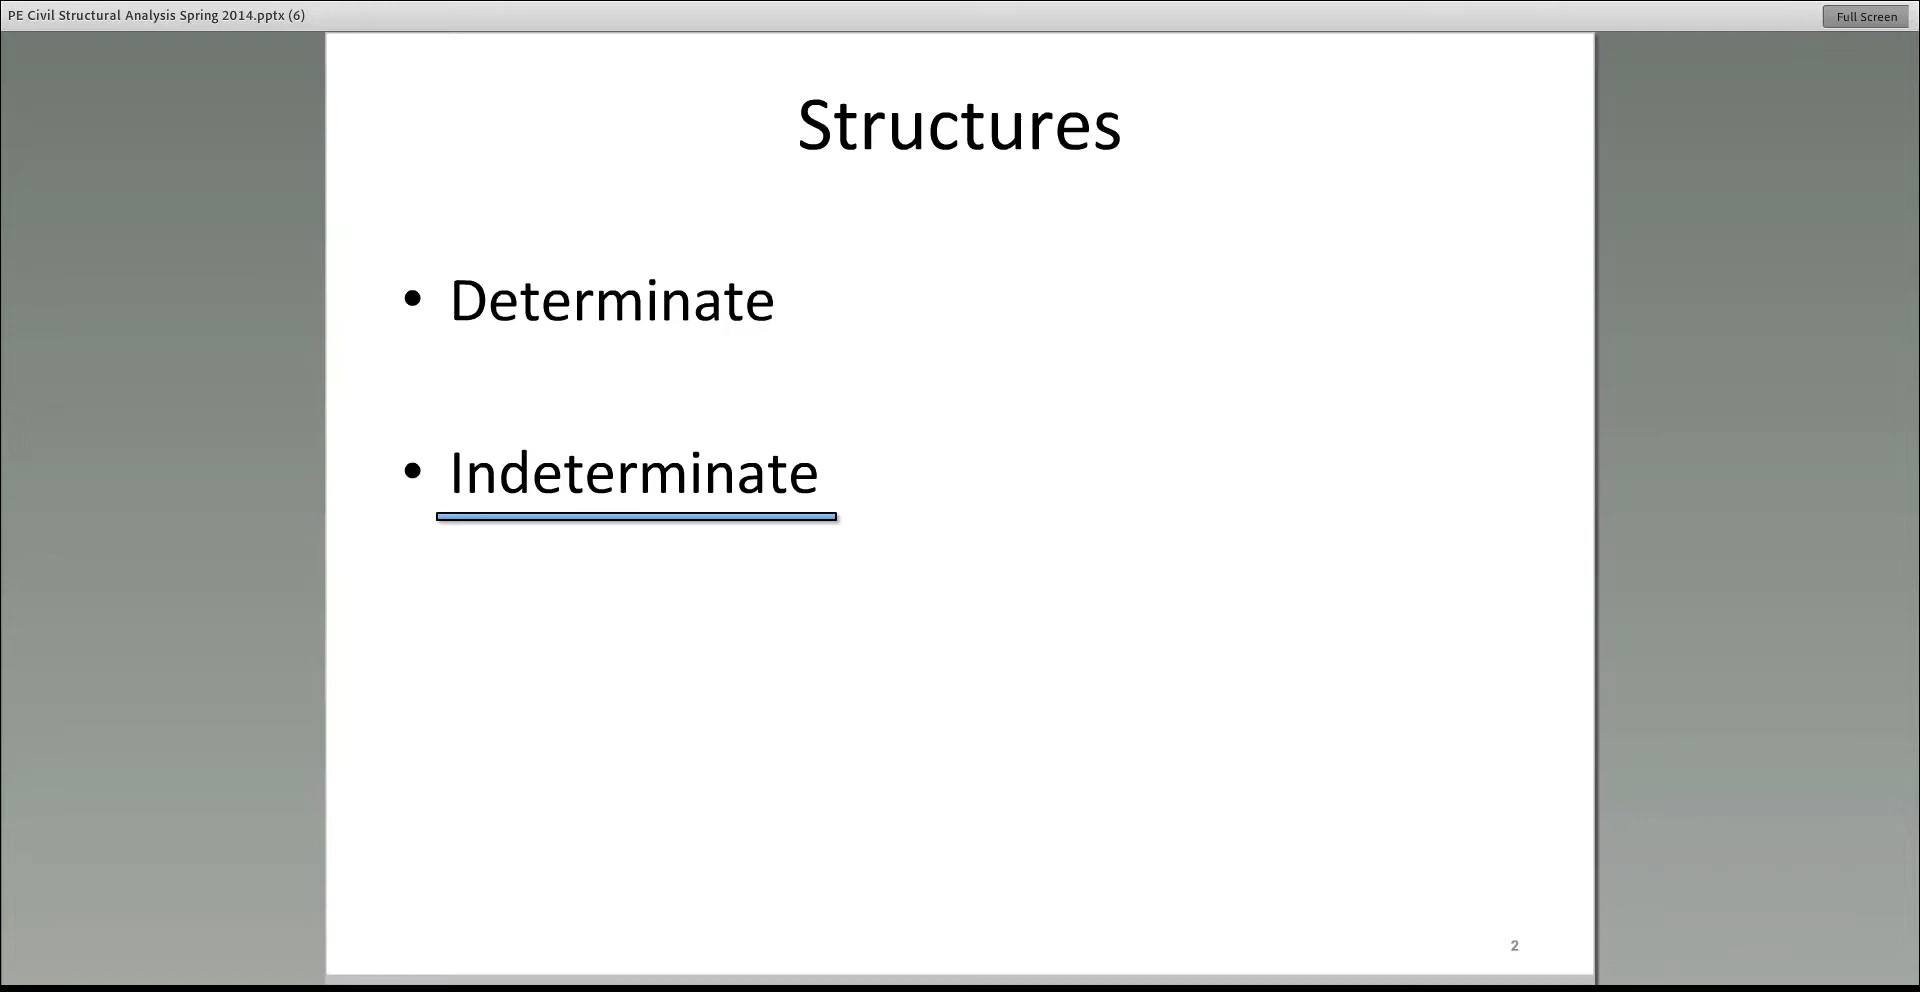 PE Civil Structural Analysis Spring 2014.pptx (6)
Full Screen
Structures
• Determinate
• Indeterminate
2